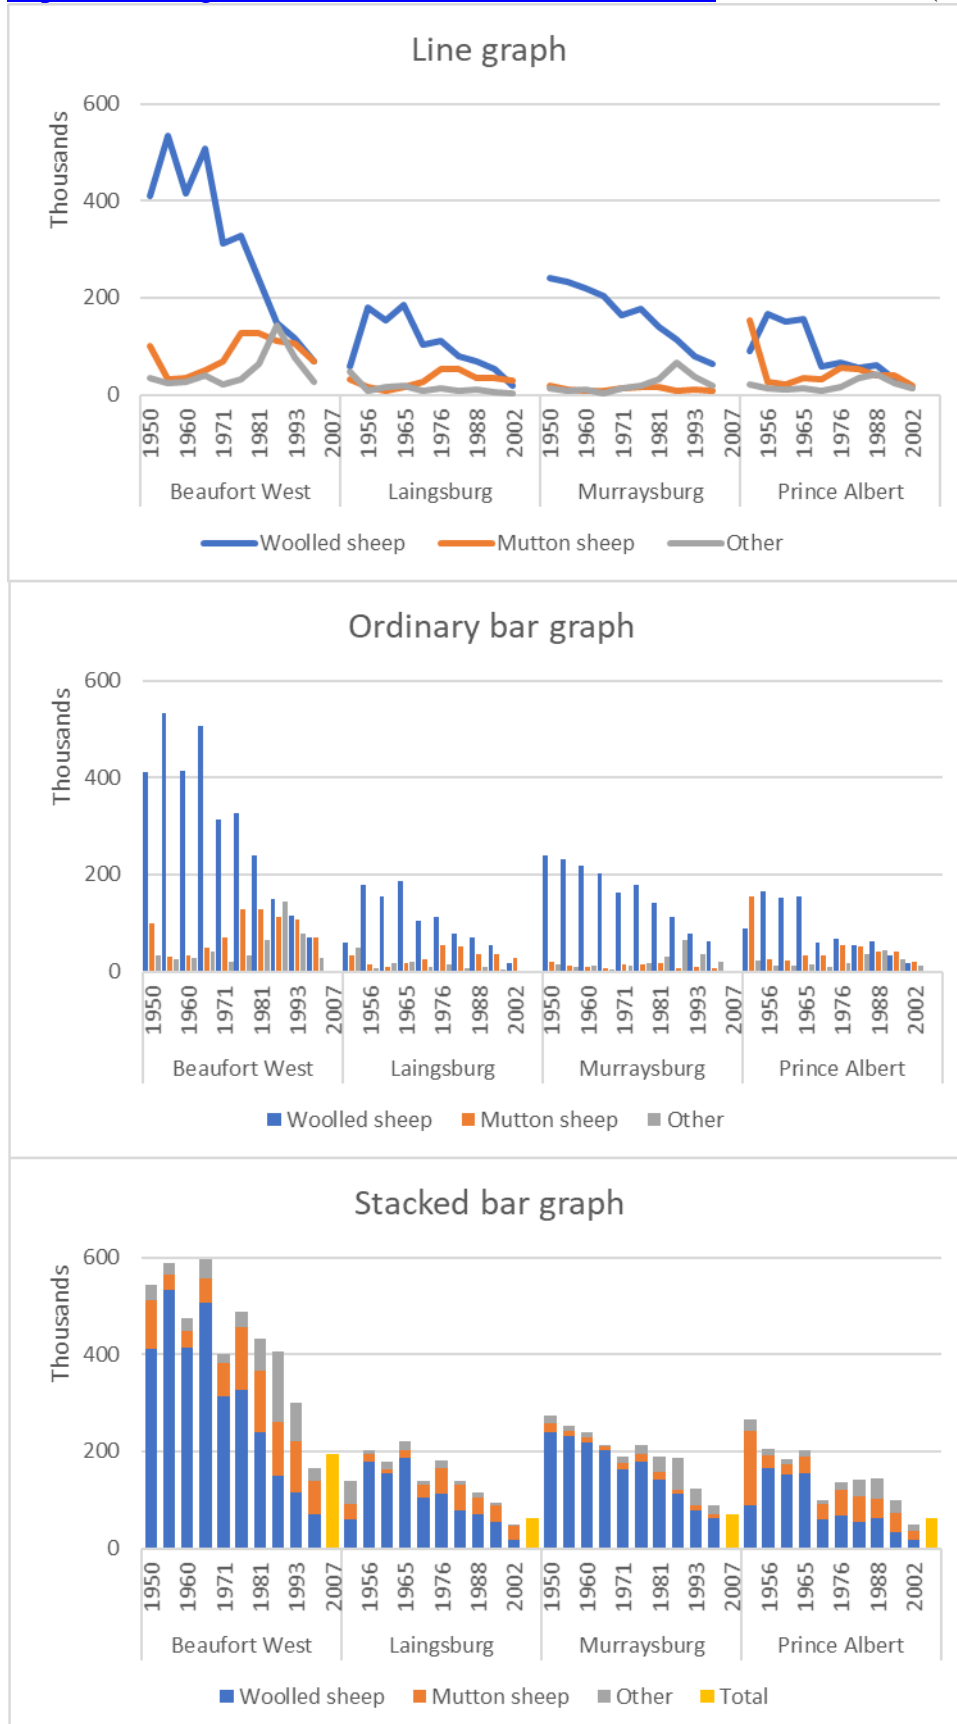 Line graph
Thousands
600
400
200
0
1950 1960 1971 1981 1993 2007 1956 1965 1976 1988 2002 1950 1960 1971 1981 1993 2007 1956 1965 1976 1988 2002
Beaufort West Laingsburg Murraysburg Prince Albert
Woolled sheep Mutton sheep Other
Ordinary bar graph
Thousands
600
400
200
0
1950 1960 1971 1981 1993 2007 1956 1965 1976 1988 2002 1950 1960 1971 1981 1993 2007 1956 1965 1976 1988 2002
Beaufort West Laingsburg Murraysburg Prince Albert
Woolled sheep Mutton sheep Other
Stacked bar graph
Thousands
600
400
200
0
1950 1960 1971 1981 1993 2007 1956 1965 1976 1988 2002 1950 1960 1971 1981 1993 2007 1956 1965 1976 1988 2002
Beaufort West Laingsburg Murraysburg Prince Albert
Woolled sheep Mutton sheep Other Total